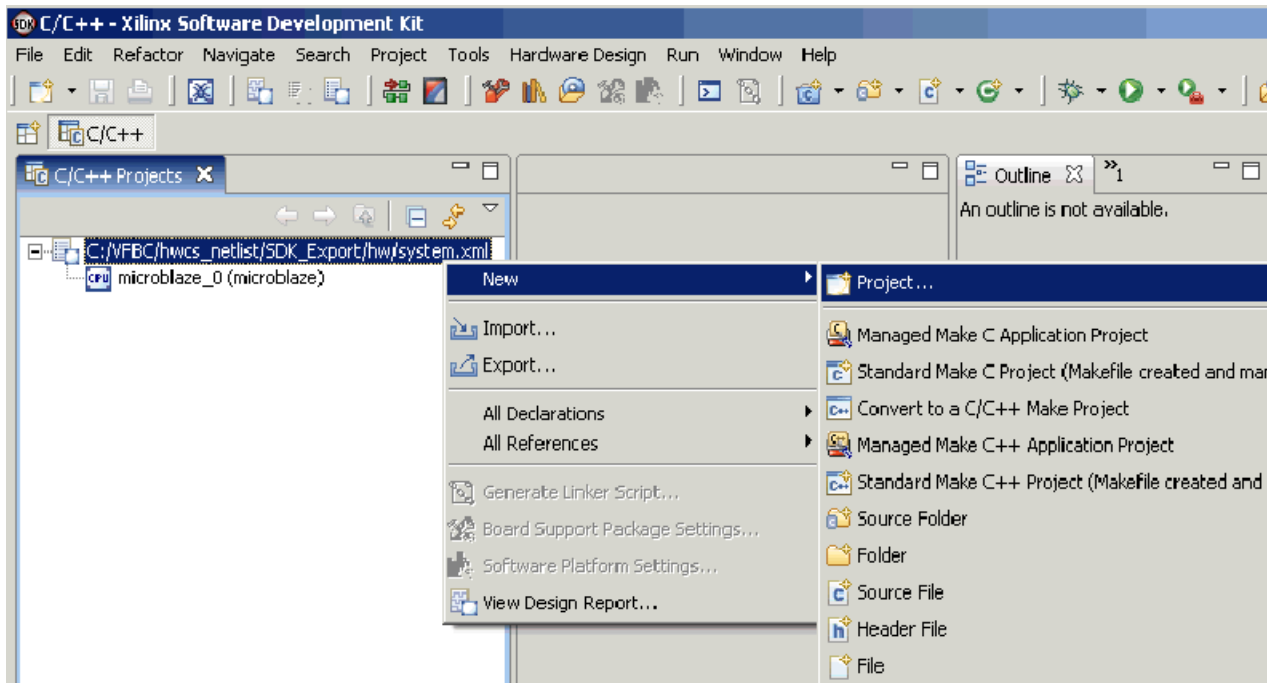 SDK C/C++ - Xilinx Software Development Kit
File Edit Refactor Navigate Search Project Tools Hardware Design Run Window Help
C/C++
C/C++ Projects
Outline
1
An outline is not available.
C:/VFBC/hwcs_netlist/SDK_Export/hw/system.xml
CPU microblaze_0 (microblaze)
New
Import...
Export...
All Declarations
All References
Generate Linker Script...
Board Support Package Settings...
Software Platform Settings...
View Design Report...
Project...
Managed Make C Application Project
Standard Make C Project (Makefile created and mar
Convert to a C/C++ Make Project
Managed Make C++ Application Project
Standard Make C++ Project (Makefile created and
Source Folder
Folder
Source File
Header File
File